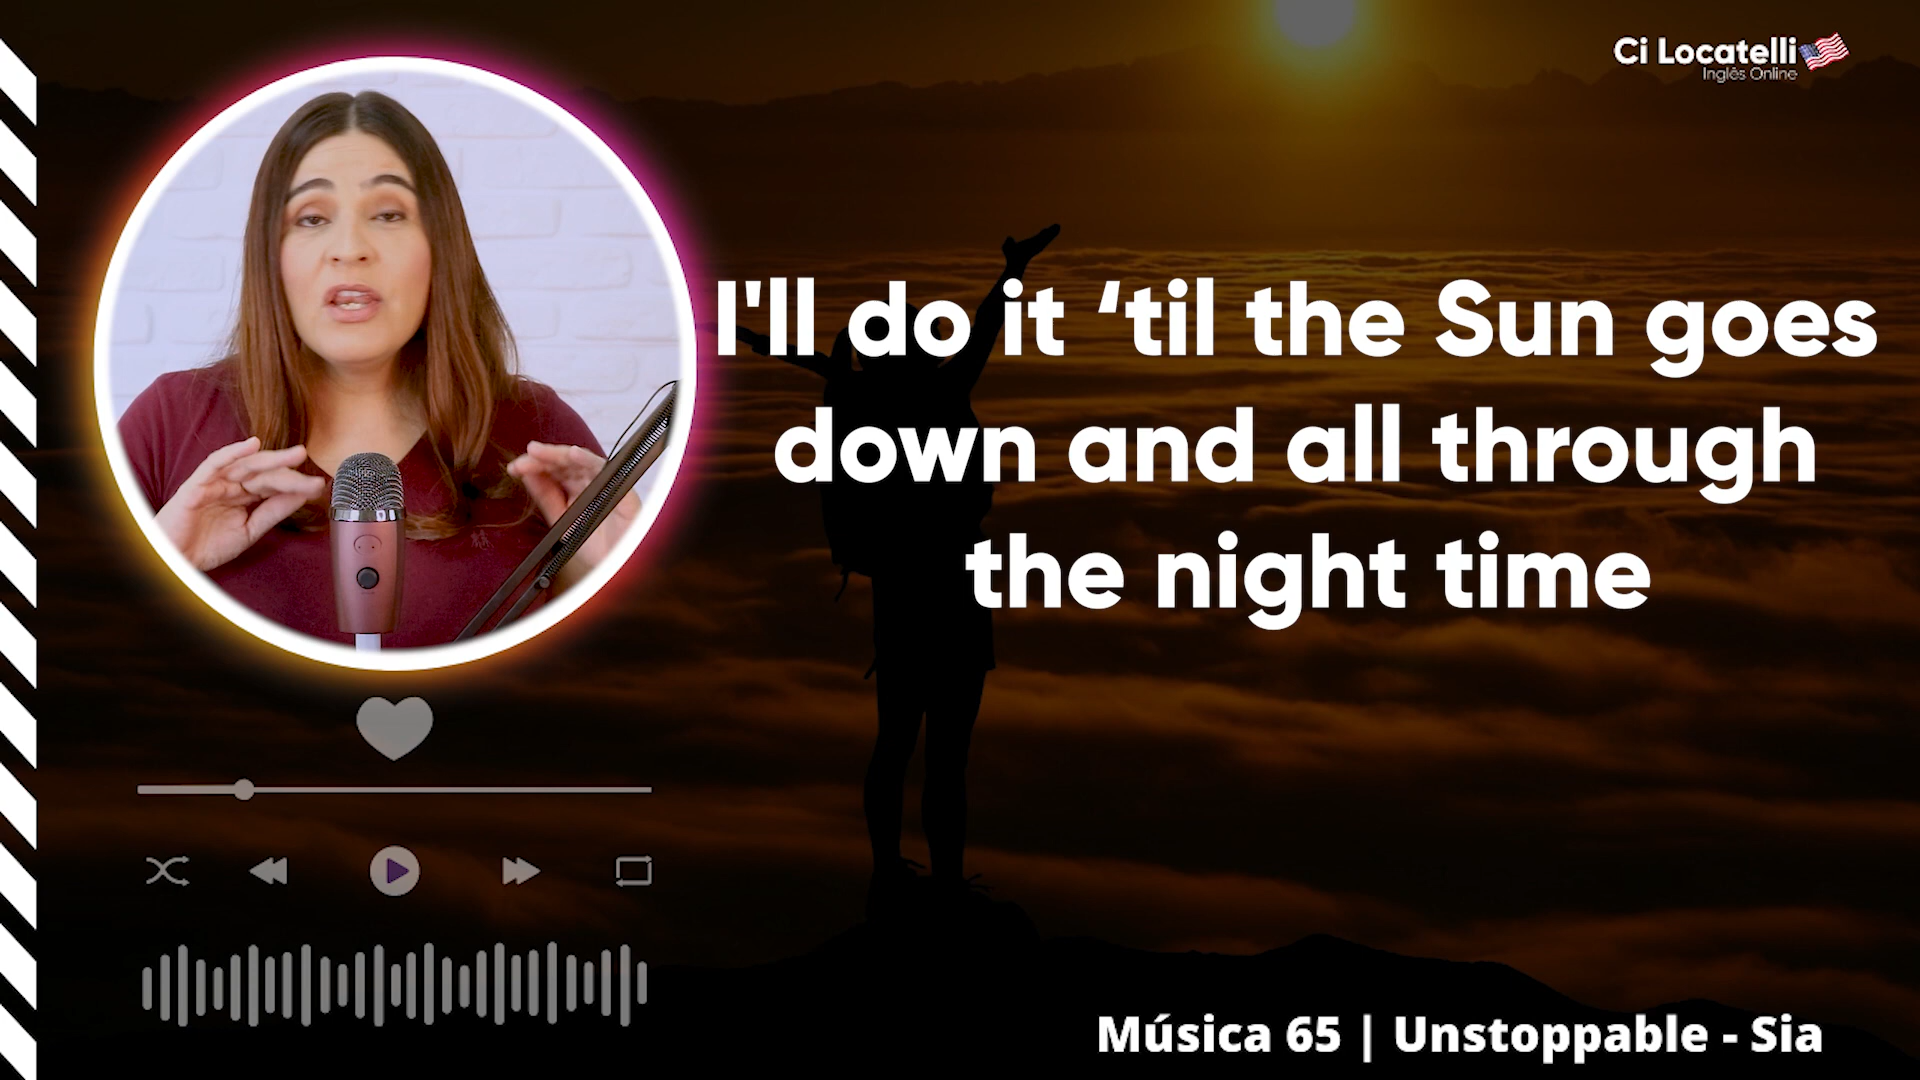 Ci Locatelli
Inglês Online
I'll do it ‘til the Sun goes
down and all through
the night time
Música 65 | Unstoppable - Sia